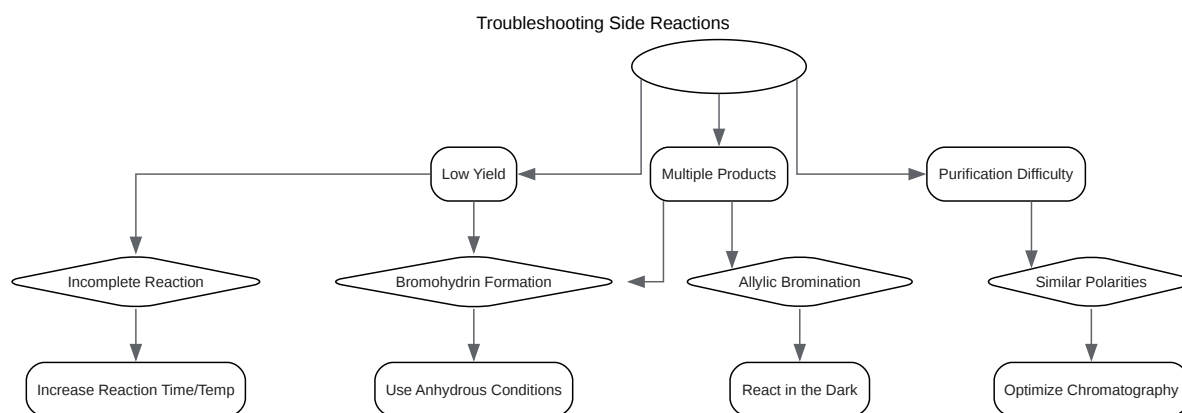 Troubleshooting Side Reactions
Low Yield
Multiple Products
Purification Difficulty
Incomplete Reaction
Bromohydrin Formation
Allylic Bromination
Similar Polarities
Increase Reaction Time/Temp
Use Anhydrous Conditions
React in the Dark
Optimize Chromatography